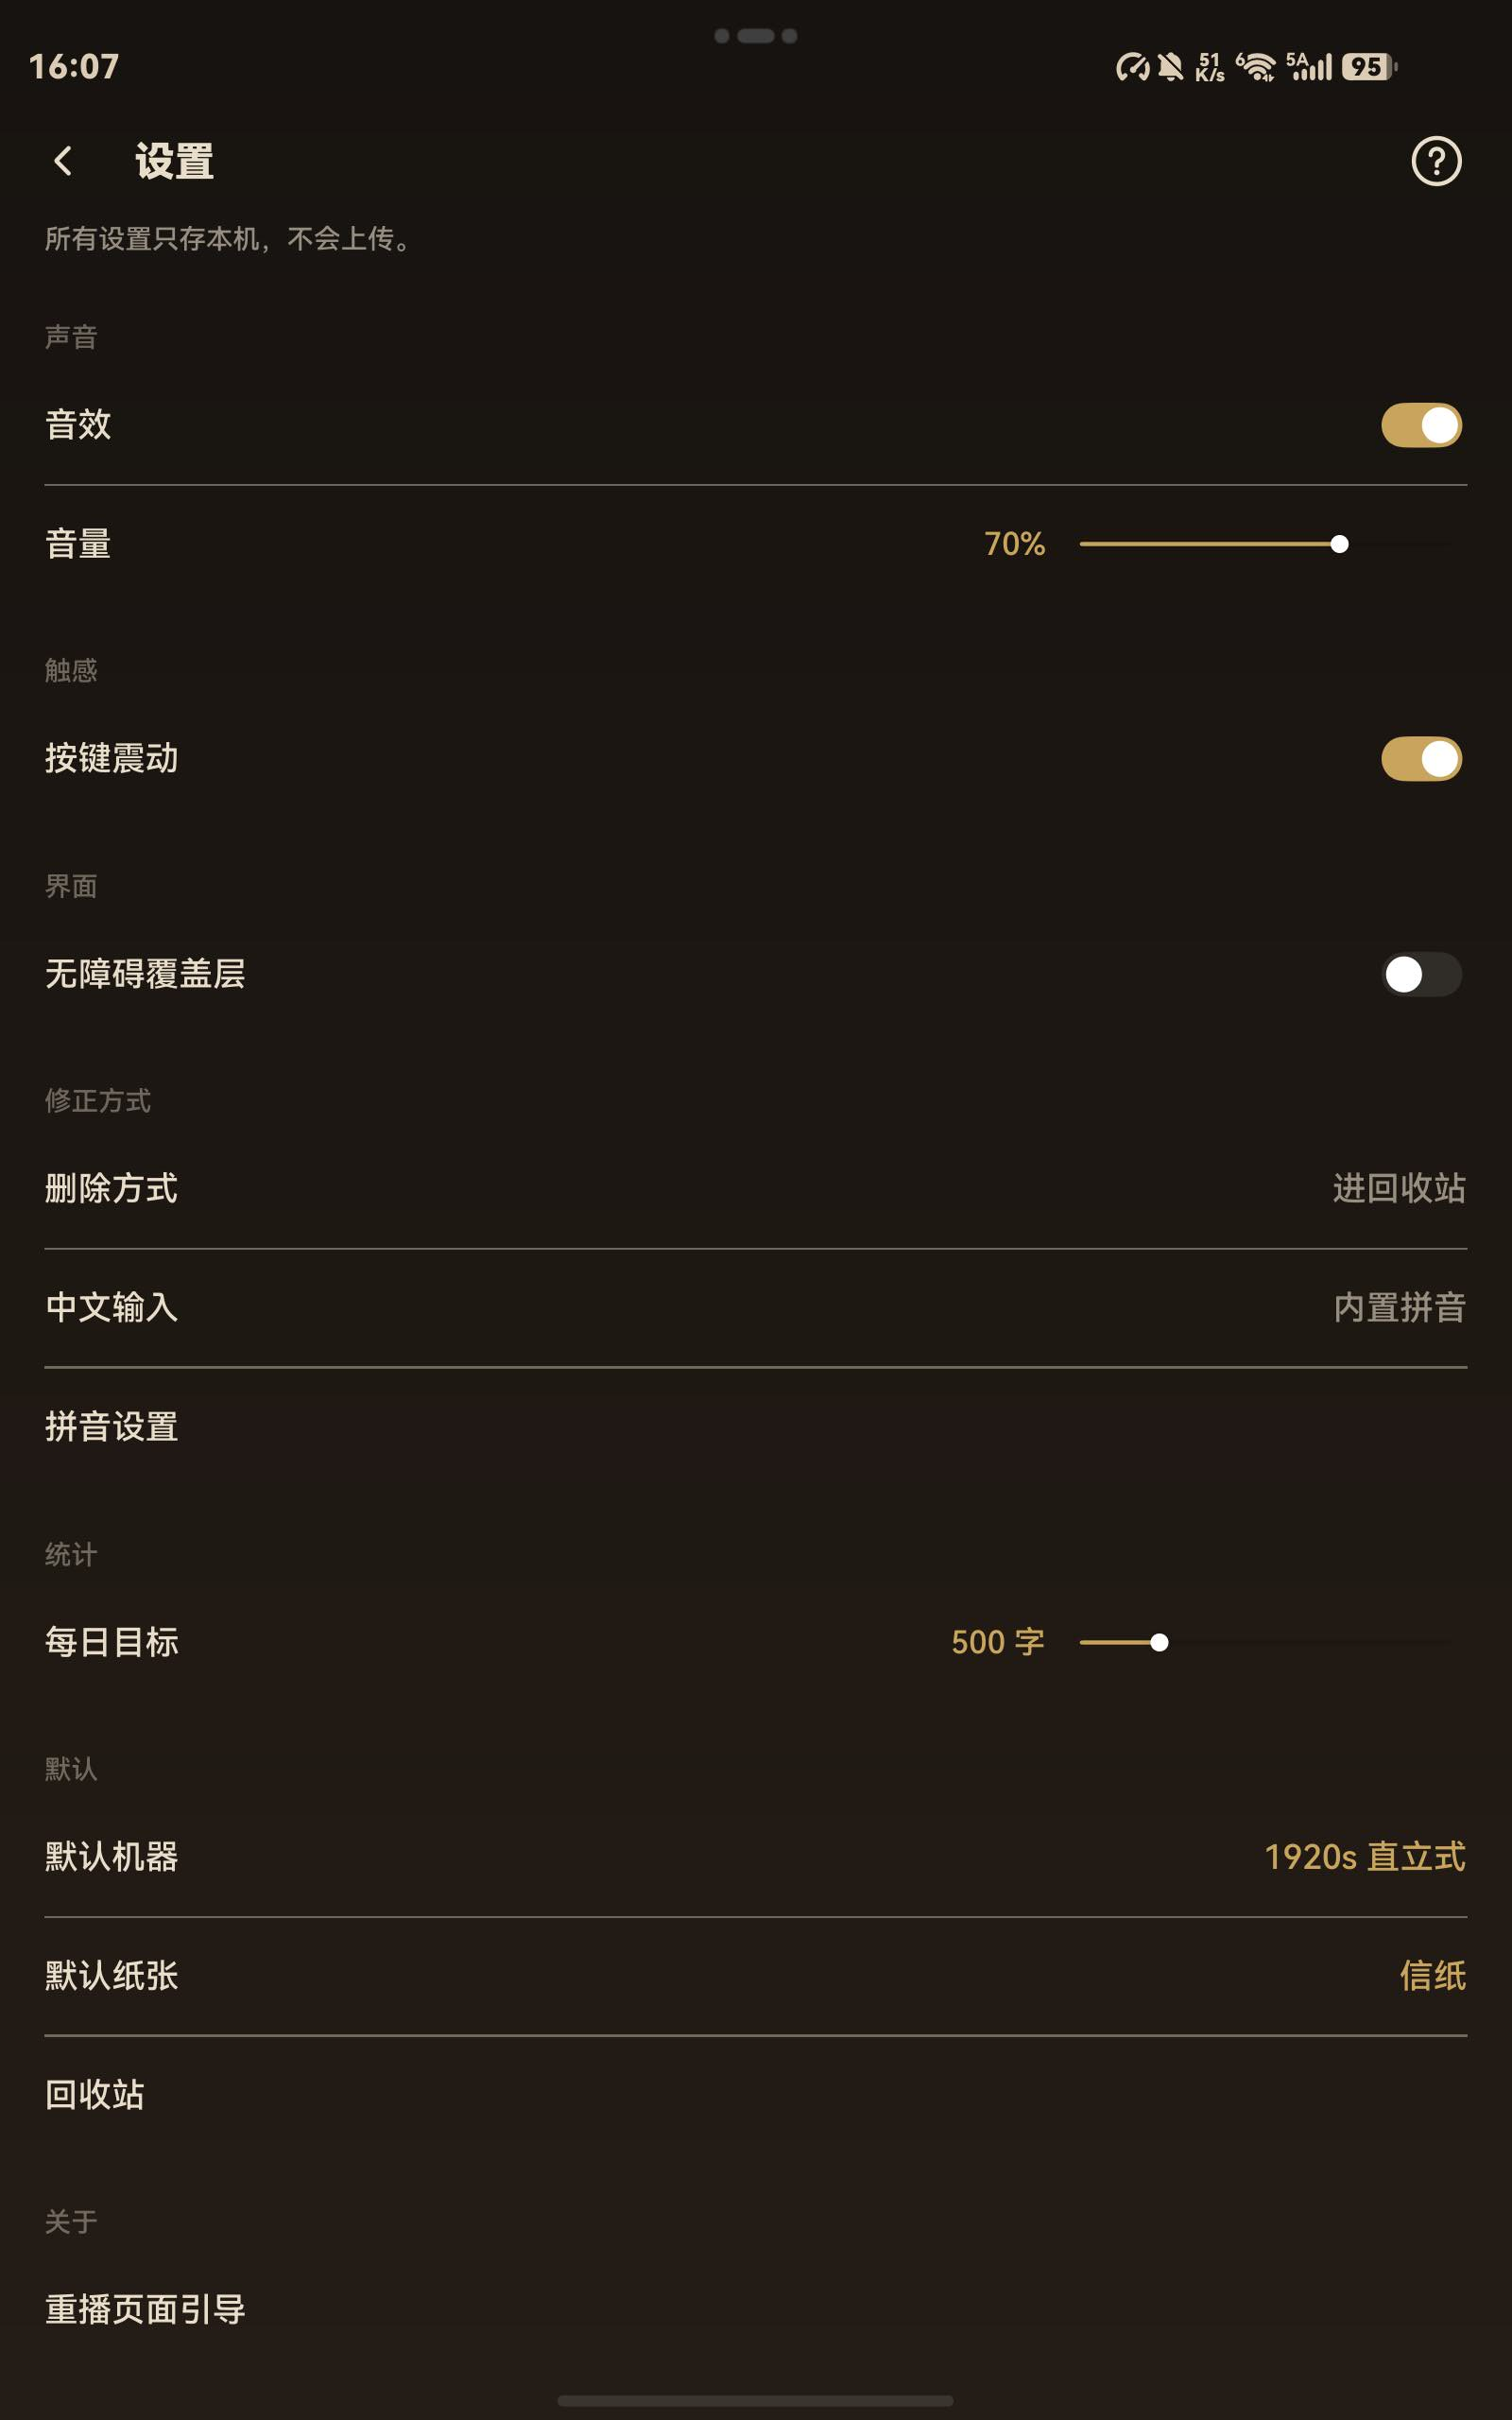 16:07
51 K/s 6 5A 95
设置
所有设置只存本机，不会上传。
声音
音效
音量 70%
触感
按键震动
界面
无障碍覆盖层
修正方式
删除方式 进回收站
中文输入 内置拼音
拼音设置
统计
每日目标 500 字
默认
默认机器 1920s 直立式
默认纸张 信纸
回收站
关于
重播页面引导